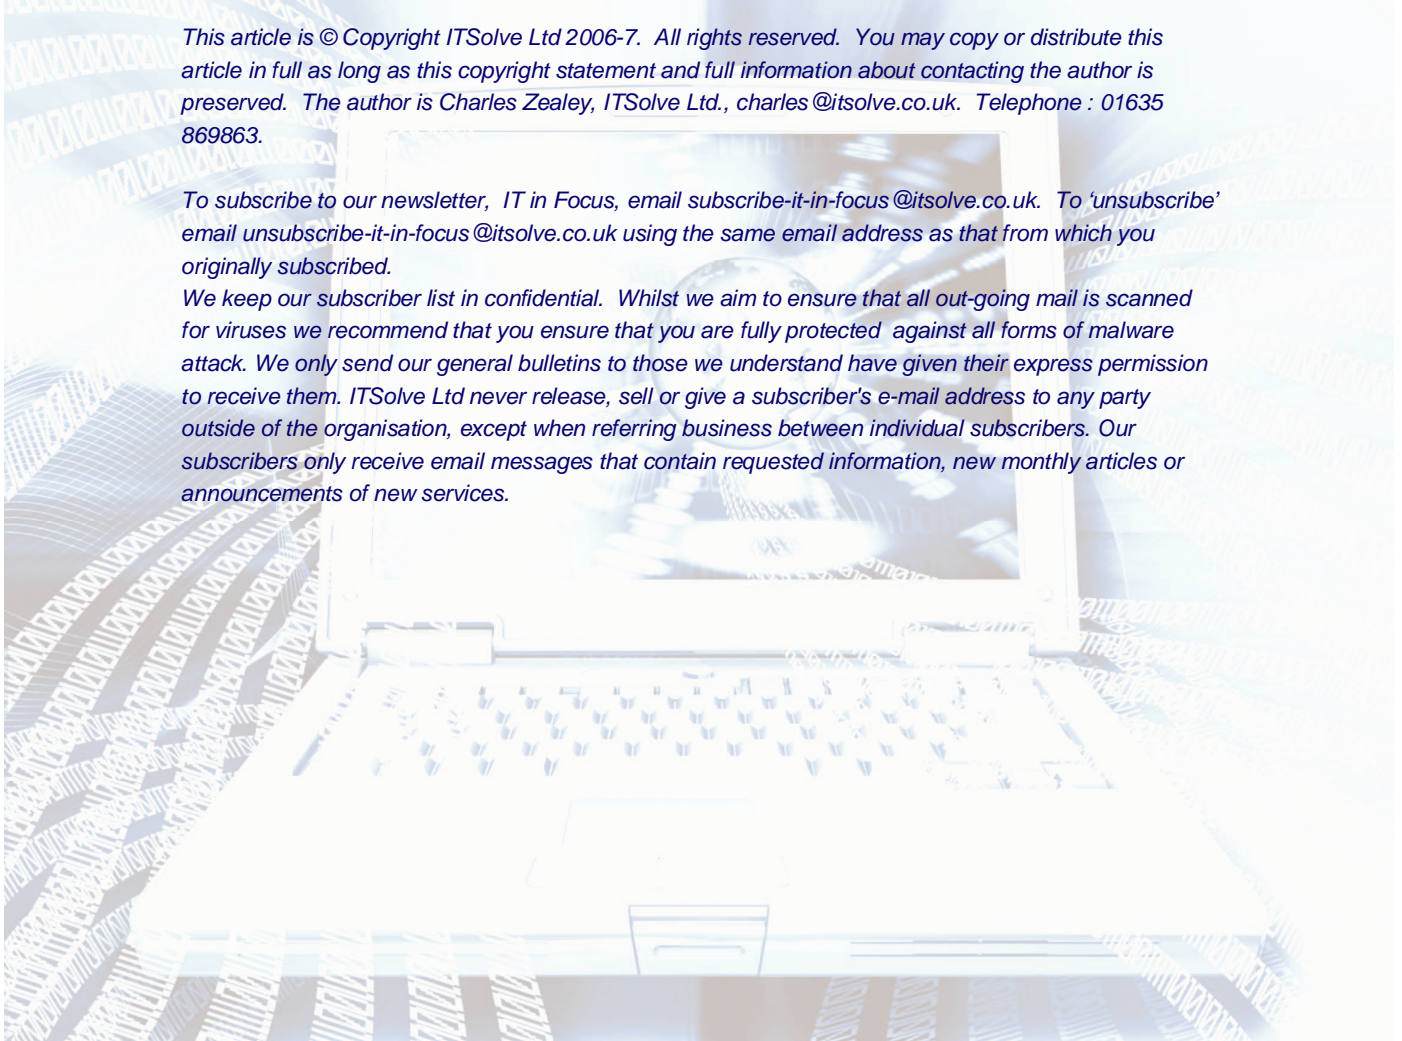 This article is © Copyright ITSolve Ltd 2006-7.  All rights reserved.  You may copy or distribute this
article in full as long as this copyright statement and full information about contacting the author is
preserved.  The author is Charles Zealey, ITSolve Ltd., charles@itsolve.co.uk.  Telephone : 01635
869863.
To subscribe to our newsletter,  IT in Focus, email subscribe-it-in-focus@itsolve.co.uk.  To ‘unsubscribe’
email unsubscribe-it-in-focus@itsolve.co.uk using the same email address as that from which you
originally subscribed.
We keep our subscriber list in confidential.  Whilst we aim to ensure that all out-going mail is scanned
for viruses we recommend that you ensure that you are fully protected  against all forms of malware
attack. We only send our general bulletins to those we understand have given their express permission
to receive them. ITSolve Ltd never release, sell or give a subscriber's e-mail address to any party
outside of the organisation, except when referring business between individual subscribers. Our
subscribers only receive email messages that contain requested information, new monthly articles or
announcements of new services.